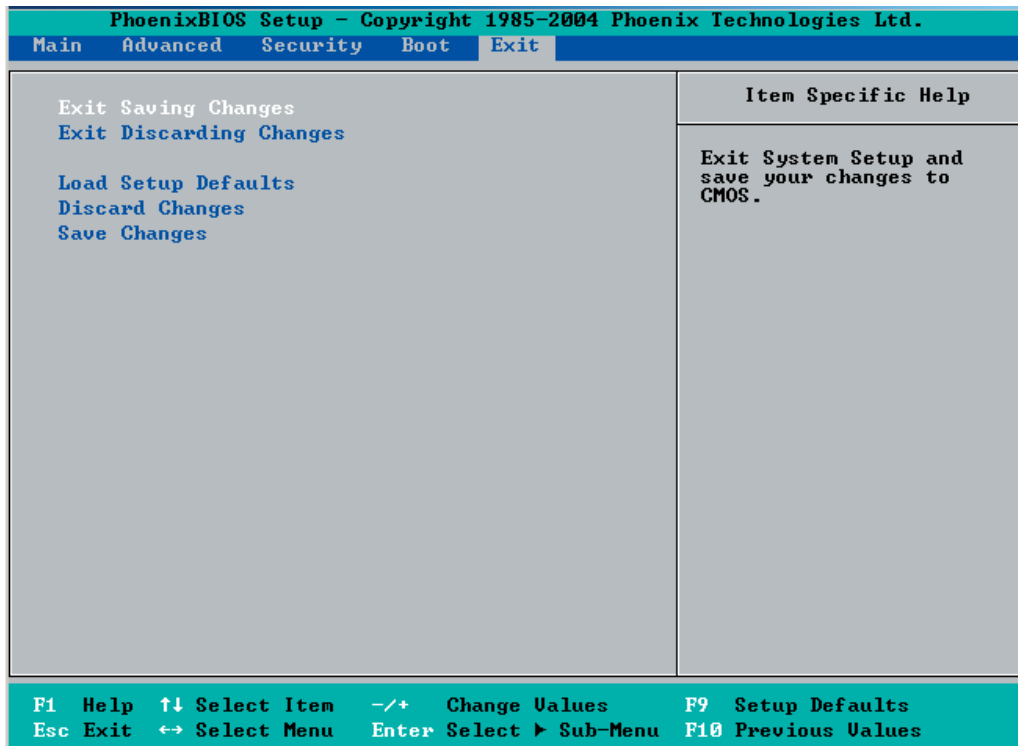 PhoenixBIOS Setup - Copyright 1985-2004 Phoenix Technologies Ltd.
Main Advanced Security Boot Exit
Exit Saving Changes
Exit Discarding Changes
Load Setup Defaults
Discard Changes
Save Changes
Item Specific Help
Exit System Setup and
save your changes to
CMOS.
F1 Help ↑↓ Select Item -/+ Change Values F9 Setup Defaults
Esc Exit ↔ Select Menu Enter Select ▶ Sub-Menu F10 Previous Values